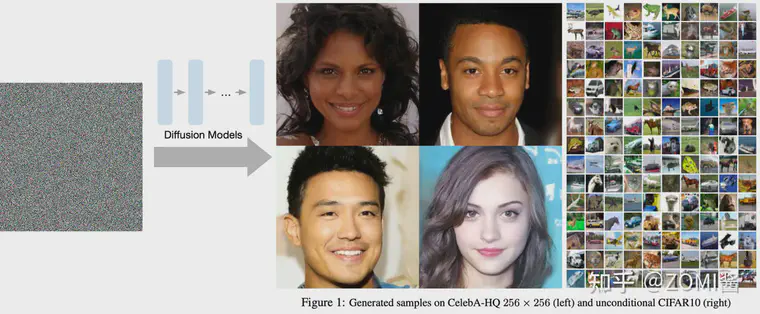 ...
Diffusion Models
知乎 @ZOMI酱
Figure 1: Generated samples on CelebA-HQ 256 × 256 (left) and unconditional CIFAR10 (right)